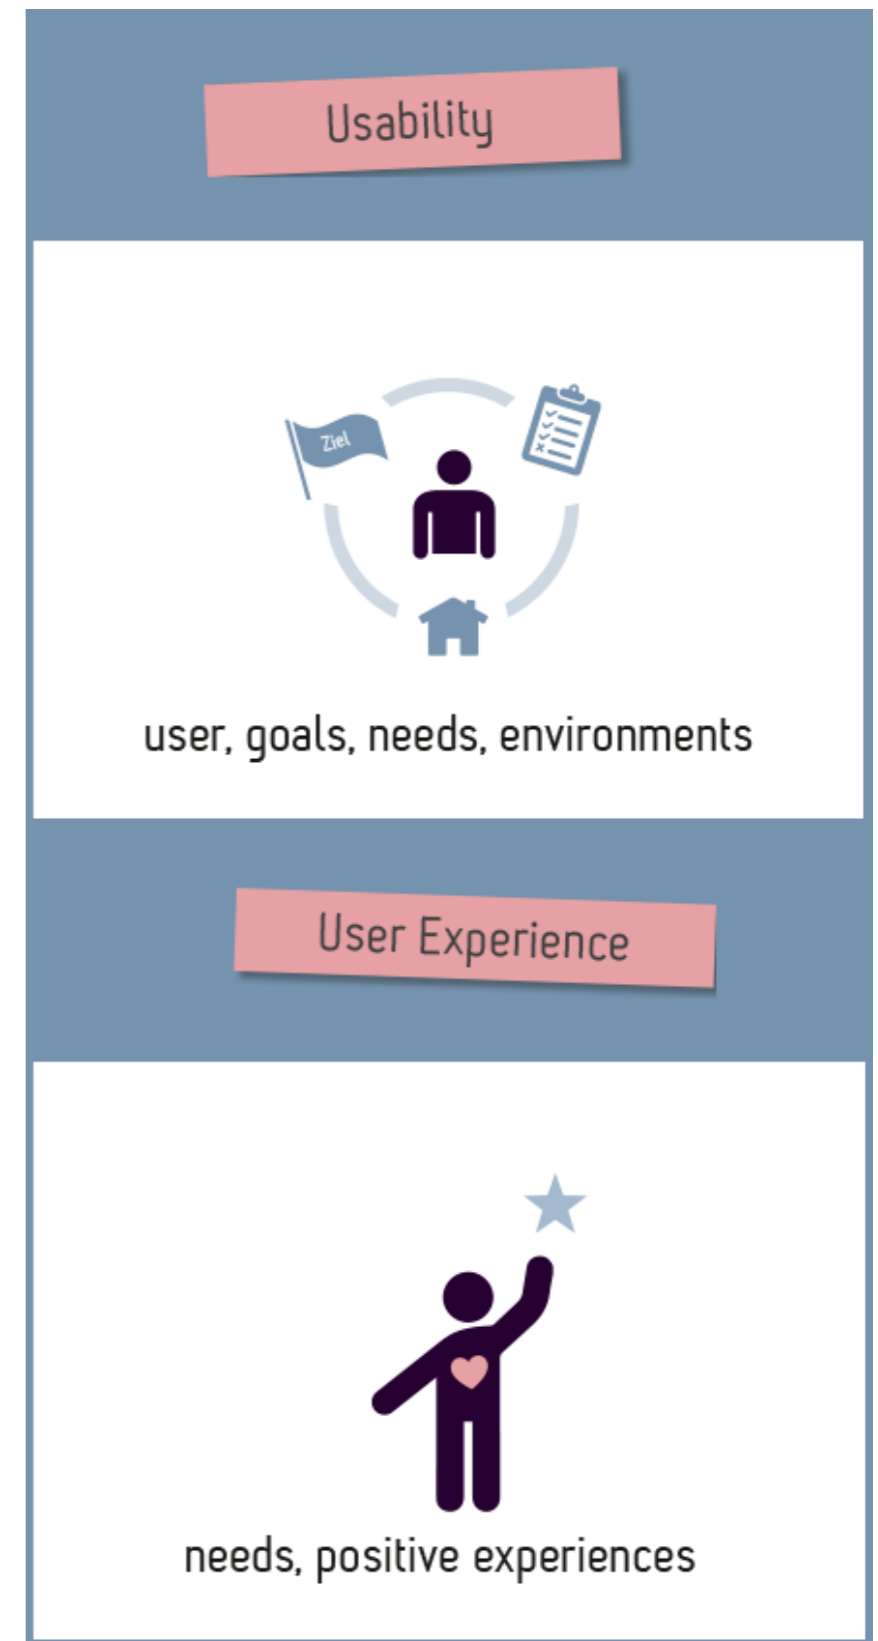 Usability
Ziel
user, goals, needs, environments
User Experience
needs, positive experiences